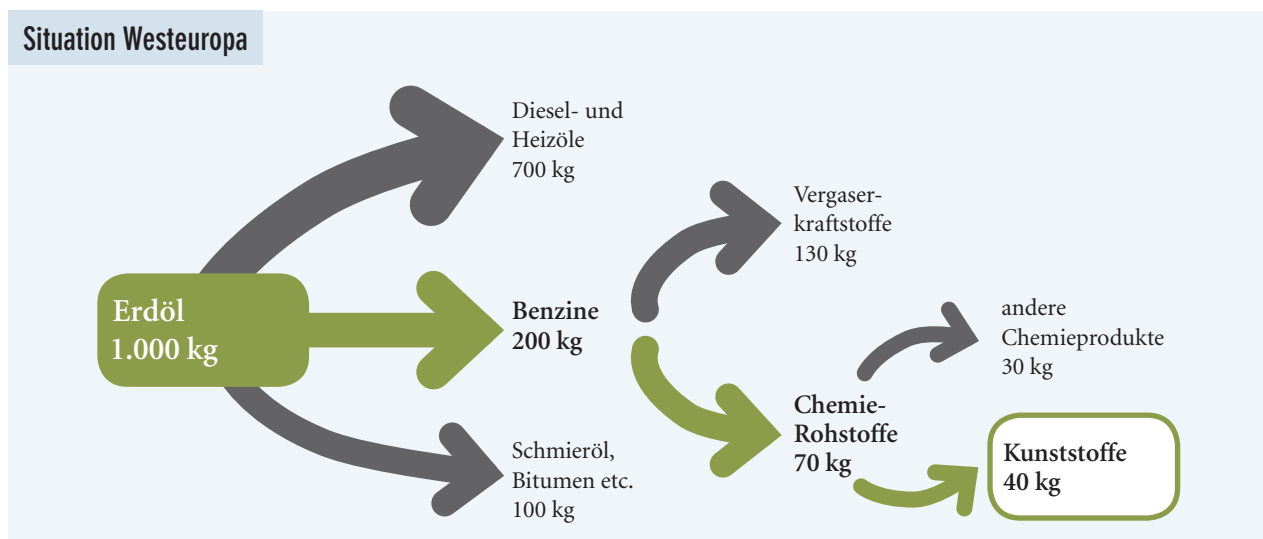 Situation Westeuropa
Diesel- und
Heizöle
700 kg
Vergaser-
kraftstoffe
130 kg
Erdöl
1.000 kg
Benzine
200 kg
andere
Chemieprodukte
30 kg
Chemie-
Rohstoffe
70 kg
Schmieröl,
Bitumen etc.
100 kg
Kunststoffe
40 kg